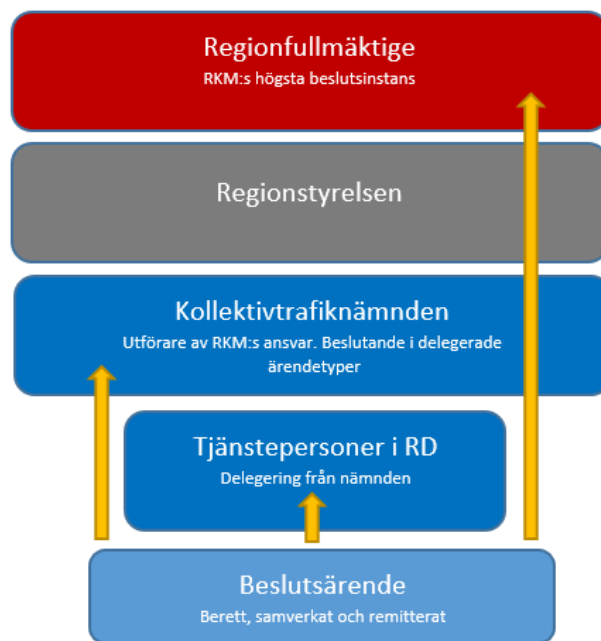 Regionfullmäktige
RKM:s högsta beslutsinstans
Regionstyrelsen
Kollektivtrafiknämnden
Utförare av RKM:s ansvar. Beslutande i delegerade
ärendetyper
Tjänstepersoner i RD
Delegering från nämnden
Beslutsärende
Berett, samverkat och remitterat